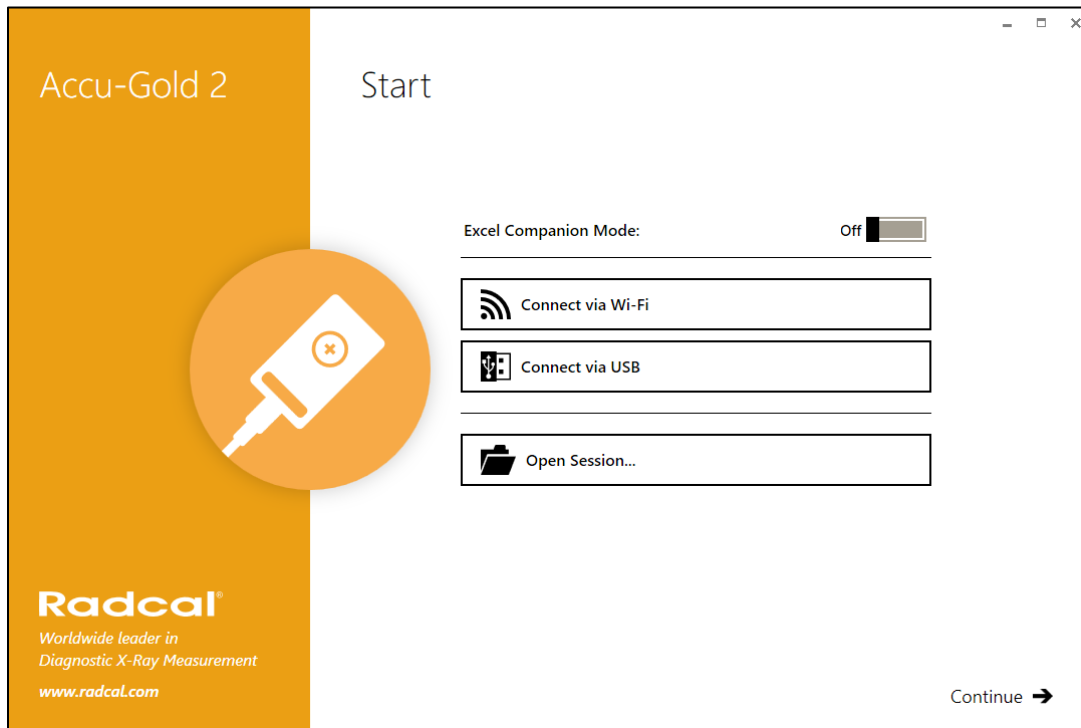 Accu-Gold 2
Start
Excel Companion Mode:
Off
Connect via Wi-Fi
Connect via USB
Open Session...
Radcal®
Worldwide leader in
Diagnostic X-Ray Measurement
www.radcal.com
Continue